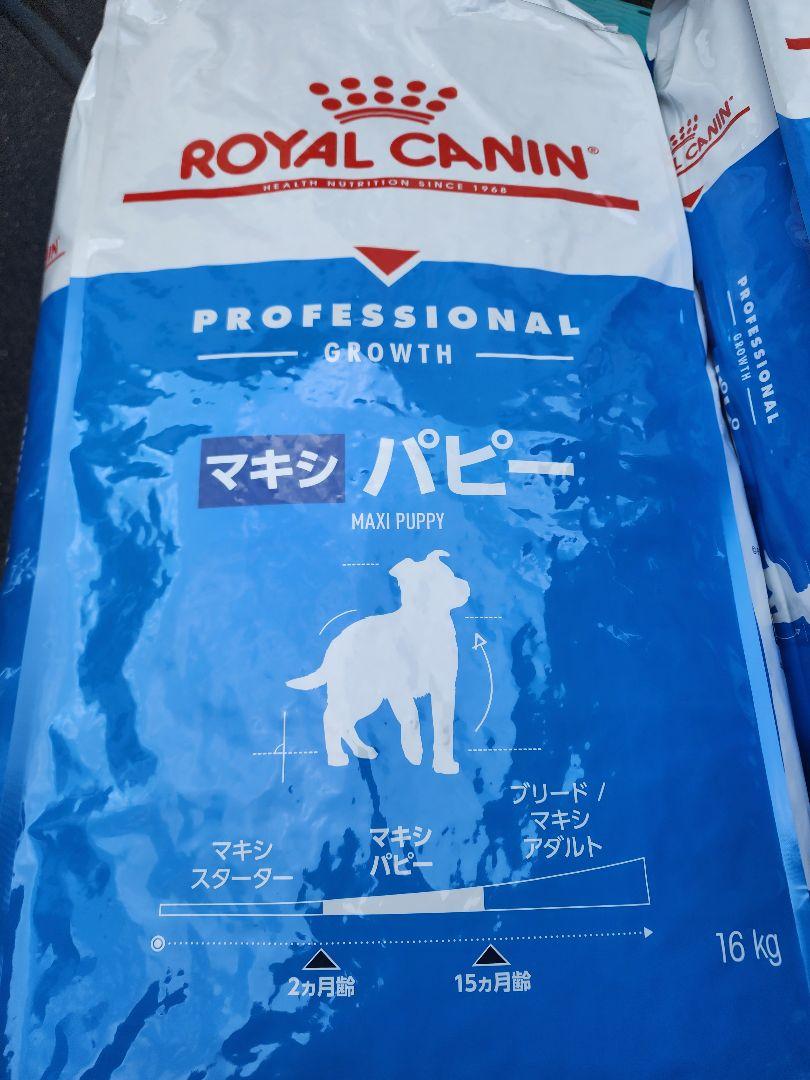 ROYAL CANIN®
HEALTH NUTRITION SINCE 1968
PROFESSIONAL
GROWTH
マキシ パピー
MAXI PUPPY
マキシ
スターター
マキシ
パピー
ブリード /
マキシ
アダルト
2ヵ月齢
15ヵ月齢
16 kg
IN
L CANIN
PROFESSIONAL
GROWTH